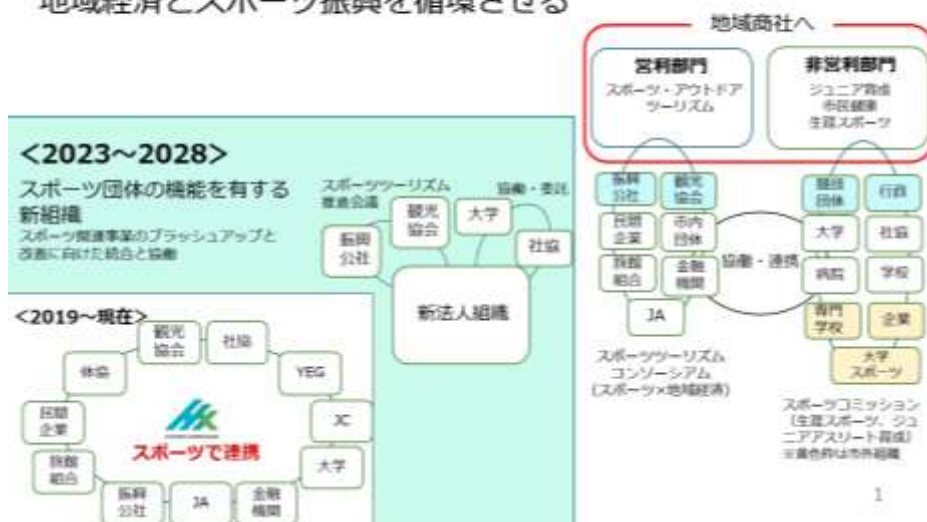 地域経済とスポーツ振興を循環させる
地域商社へ
営利部門
スポーツ・アウトドア
ツーリズム
非営利部門
ジュニア育成
市民健康
生涯スポーツ
<2023～2028>
スポーツ団体の機能を有する
新組織
スポーツ関連事業のブラッシュアップと
改善に向けた統合と協働
スポーツツーリズム
推進会議
協働・委託
振興
公社
観光
協会
大学
社協
新法人組織
<2019～現在>
観光
協会
社協
体協
YEG
民間
企業
JC
スポーツで連携
旅館
組合
大学
振興
公社
JA
金融
機関
振興
公社
観光
協会
民間
企業
市内
団体
旅館
組合
金融
機関
JA
協働・連携
競技
団体
行政
大学
社協
病院
学校
専門
学校
企業
大学
スポーツ
スポーツツーリズム
コンソーシアム
(スポーツ×地域経済)
スポーツコミッション
(生涯スポーツ、ジュ
ニアアスリート育成)
※黄色枠は市外組織
1